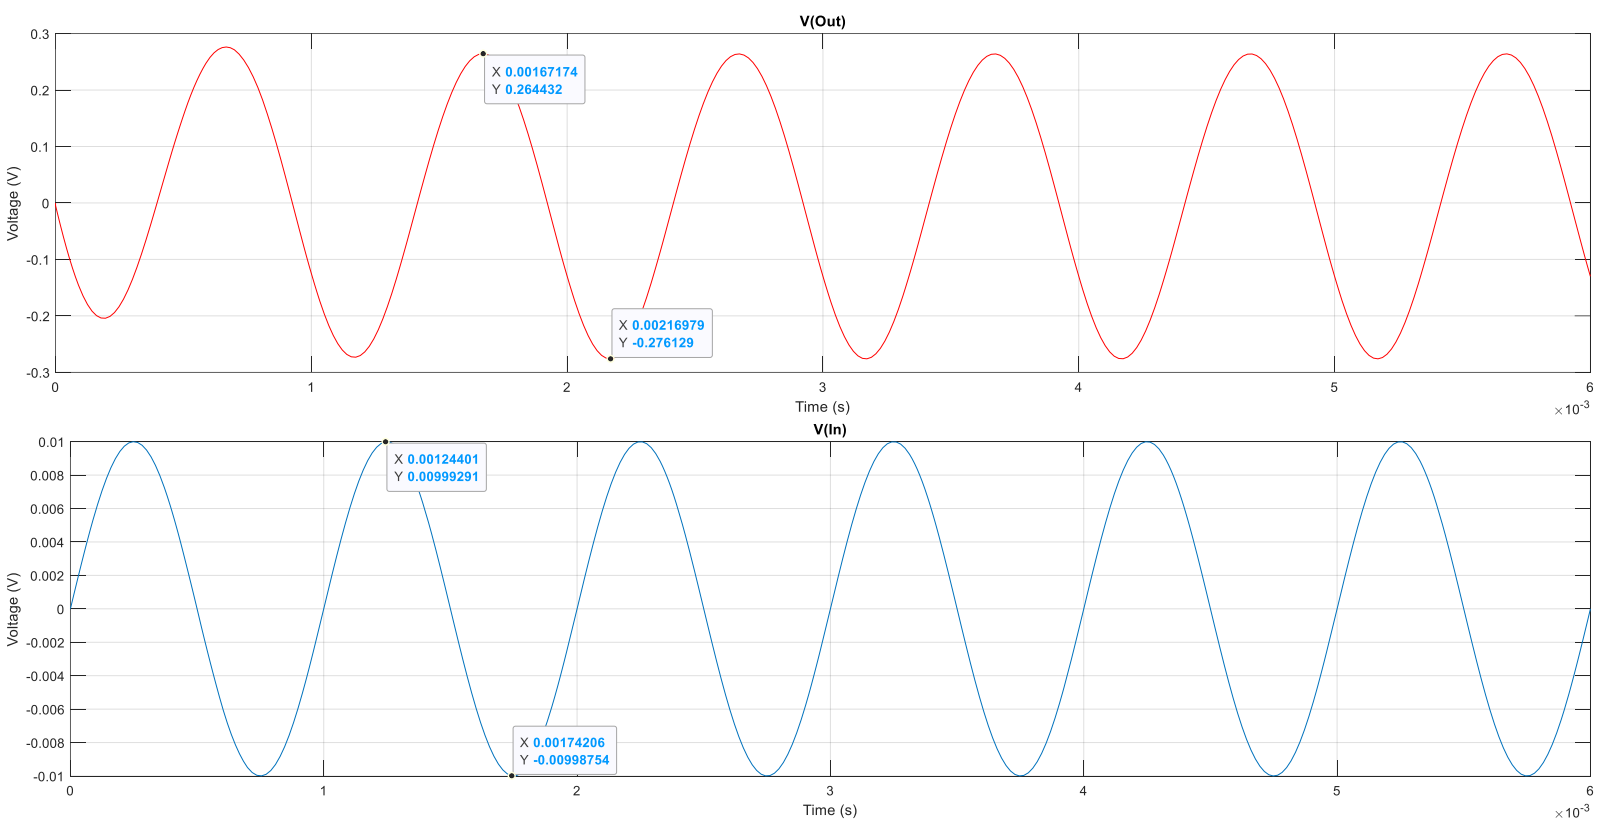 V(Out)
0.3
0.2
0.1
0
-0.1
-0.2
-0.3
Voltage (V)
X 0.00167174
Y 0.264432
X 0.00216979
Y -0.276129
0 1 2 3 4 5 6
Time (s)
×10-3
V(In)
0.01
0.008
0.006
0.004
0.002
0
-0.002
-0.004
-0.006
-0.008
-0.01
Voltage (V)
X 0.00124401
Y 0.00999291
X 0.00174206
Y -0.00998754
0 1 2 3 4 5 6
Time (s)
×10-3